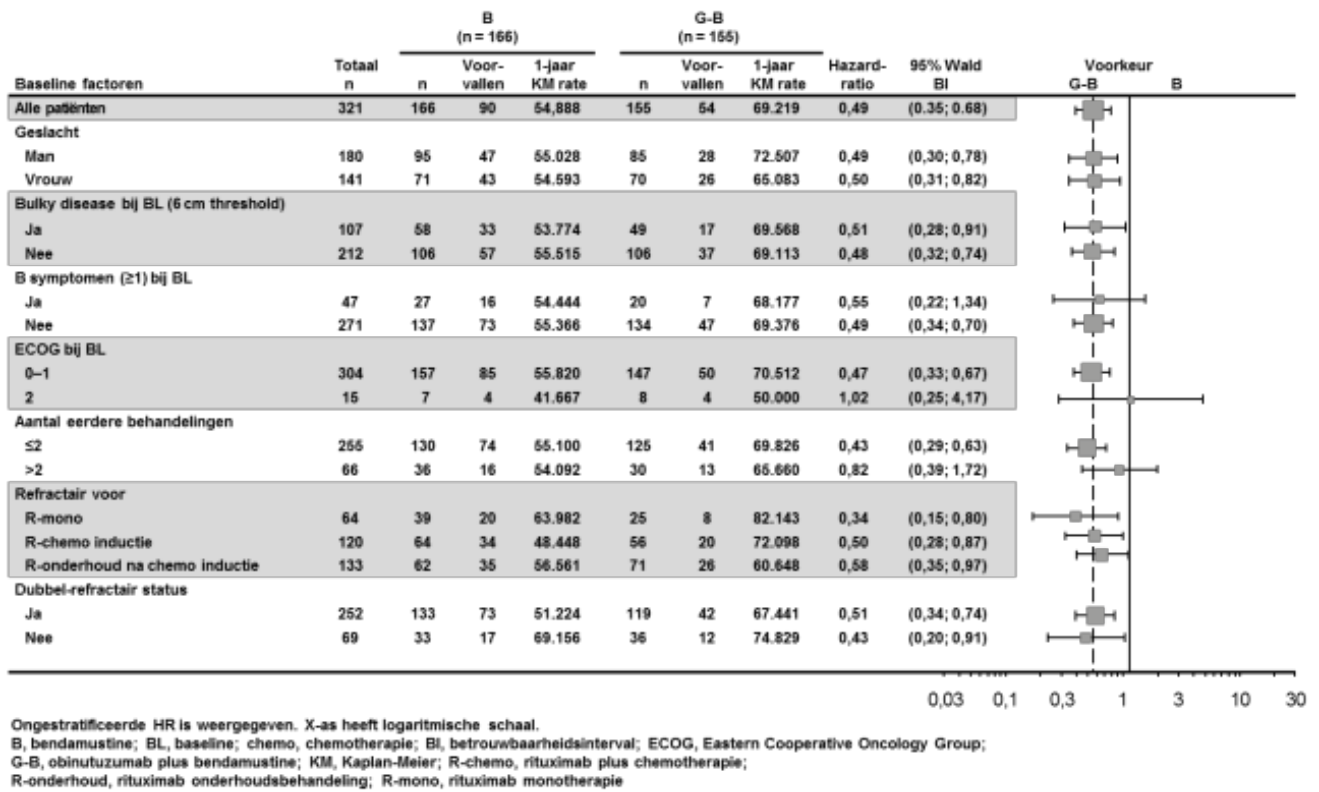 B G-B
(n = 166) (n = 155)
Totaal Voor- 1-jaar Voor- 1-jaar Hazard- 95% Wald Voorkeur
Baseline factoren n n vallen KM rate n vallen KM rate ratio BI G-B B
Alle patiënten 321 166 90 54,888 155 54 69.219 0,49 (0.35; 0.68)
Geslacht
Man 180 95 47 55.028 85 28 72.507 0,49 (0,30; 0,78)
Vrouw 141 71 43 54.593 70 26 65.083 0,50 (0,31; 0,82)
Bulky disease bij BL (6 cm threshold)
Ja 107 58 33 53.774 49 17 69.568 0,51 (0,28; 0,91)
Nee 212 106 57 55.515 106 37 69.113 0,48 (0,32; 0,74)
B symptomen (≥1) bij BL
Ja 47 27 16 54.444 20 7 68.177 0,55 (0,22; 1,34)
Nee 271 137 73 55.366 134 47 69.376 0,49 (0,34; 0,70)
ECOG bij BL
0–1 304 157 85 55.820 147 50 70.512 0,47 (0,33; 0,67)
2 15 7 4 41.667 8 4 50.000 1,02 (0,25; 4,17)
Aantal eerdere behandelingen
≤2 255 130 74 55.100 125 41 69.826 0,43 (0,29; 0,63)
>2 66 36 16 54.092 30 13 65.660 0,82 (0,39; 1,72)
Refractair voor
R-mono 64 39 20 63.982 25 8 82.143 0,34 (0,15; 0,80)
R-chemo inductie 120 64 34 48.448 56 20 72.098 0,50 (0,28; 0,87)
R-onderhoud na chemo inductie 133 62 35 56.561 71 26 60.648 0,58 (0,35; 0,97)
Dubbel-refractair status
Ja 252 133 73 51.224 119 42 67.441 0,51 (0,34; 0,74)
Nee 69 33 17 69.156 36 12 74.829 0,43 (0,20; 0,91)
0,03 0,1 0,3 1 3 10 30
Ongestratificeerde HR is weergegeven. X-as heeft logaritmische schaal.
B, bendamustine; BL, baseline; chemo, chemotherapie; BI, betrouwbaarheidsinterval; ECOG, Eastern Cooperative Oncology Group;
G-B, obinutuzumab plus bendamustine; KM, Kaplan-Meier; R-chemo, rituximab plus chemotherapie;
R-onderhoud, rituximab onderhoudsbehandeling; R-mono, rituximab monotherapie